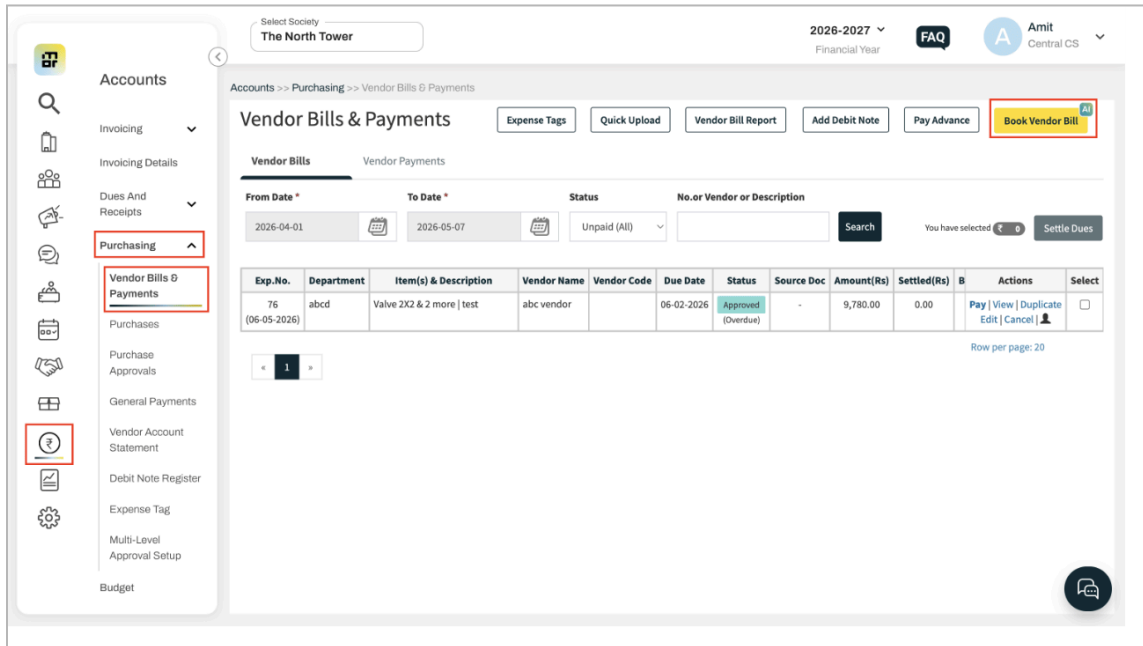 Select Society
The North Tower
2026-2027
Financial Year
FAQ
A
Amit
Central CS
Accounts
Invoicing
Invoicing Details
Dues And
Receipts
Purchasing
Vendor Bills &
Payments
Purchases
Purchase
Approvals
General Payments
Vendor Account
Statement
Debit Note Register
Expense Tag
Multi-Level
Approval Setup
Budget
Accounts >> Purchasing >> Vendor Bills & Payments
Vendor Bills & Payments
Expense Tags
Quick Upload
Vendor Bill Report
Add Debit Note
Pay Advance
Book Vendor Bill
AI
Vendor Bills
Vendor Payments
From Date *
To Date *
Status
No.or Vendor or Description
2026-04-01
2026-05-07
Unpaid (All)
Search
You have selected ₹ 0
Settle Dues
Exp.No. Department Item(s) & Description Vendor Name Vendor Code Due Date Status Source Doc Amount(Rs) Settled(Rs) B Actions Select
76 abcd Valve 2X2 & 2 more | test abc vendor 06-02-2026 Approved - 9,780.00 0.00 Pay | View | Duplicate
(06-05-2026) (Overdue) Edit | Cancel |
Row per page: 20
« 1 »